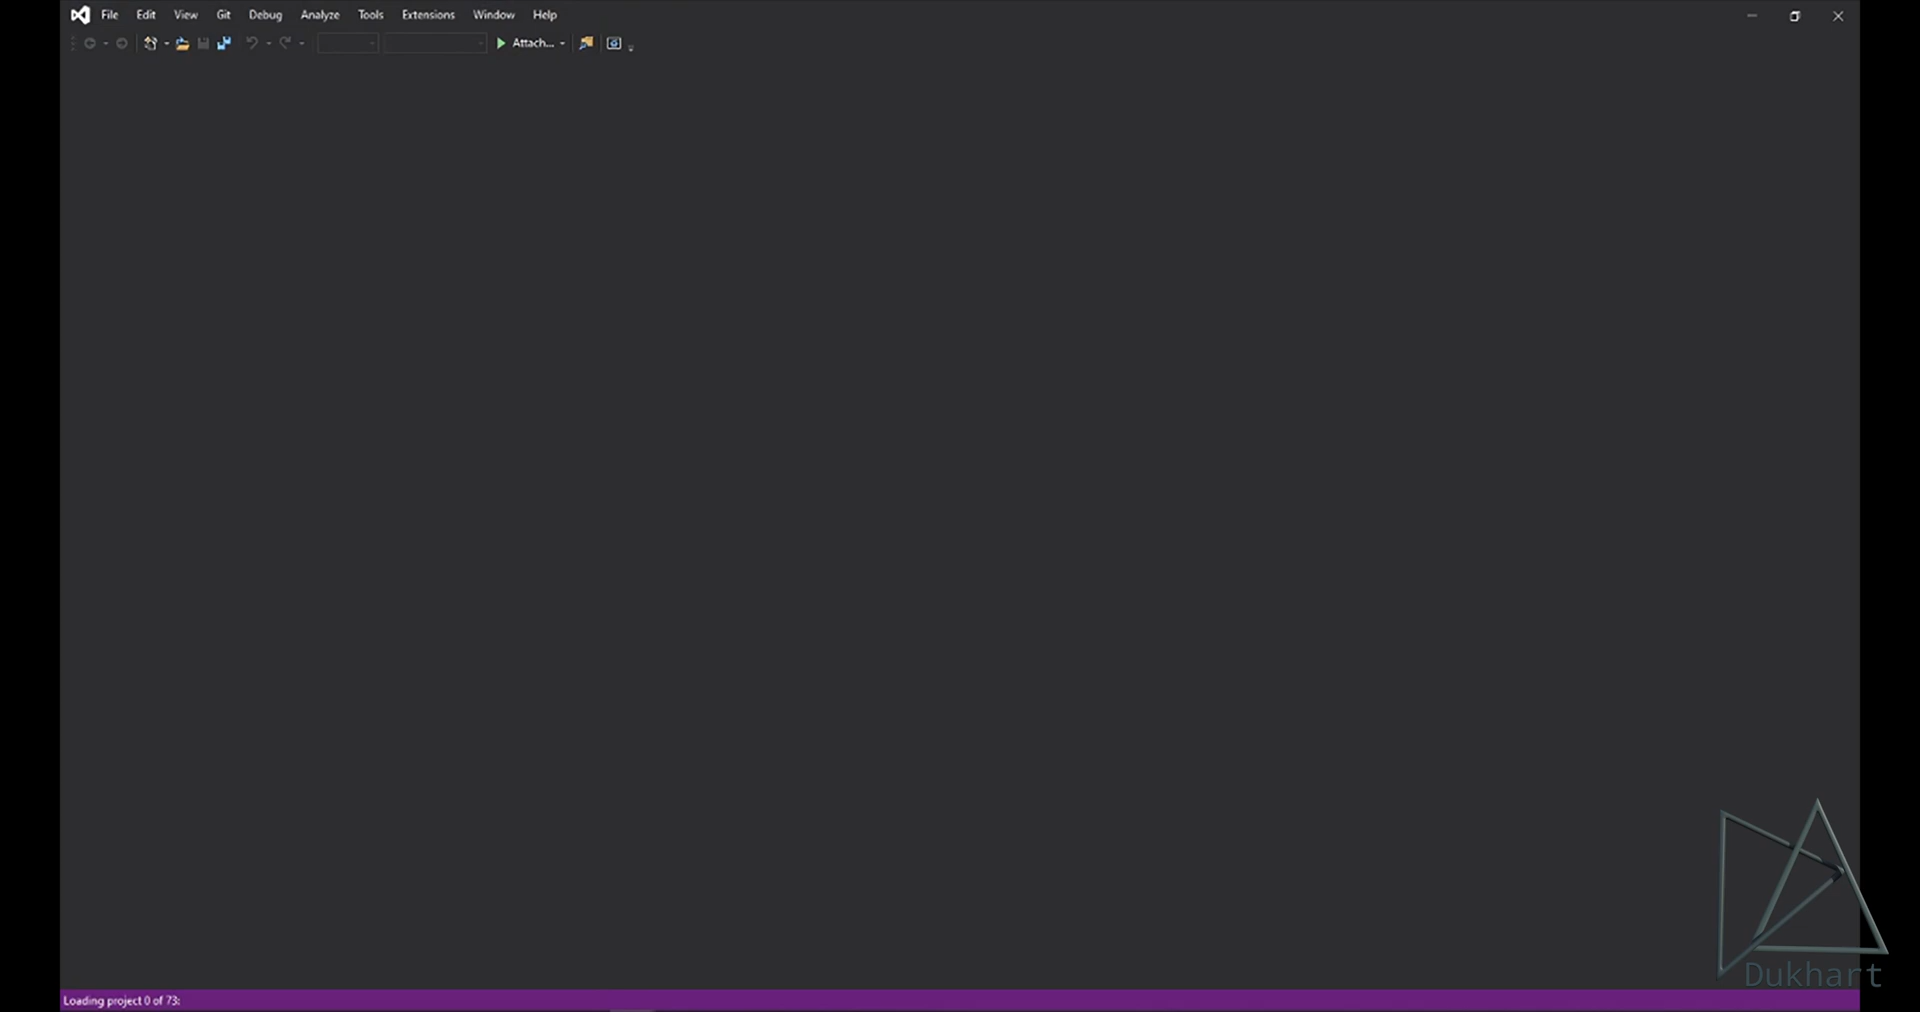 File Edit View Git Debug Analyze Tools Extensions Window Help
Attach...
Dukhart
Loading project 0 of 73: